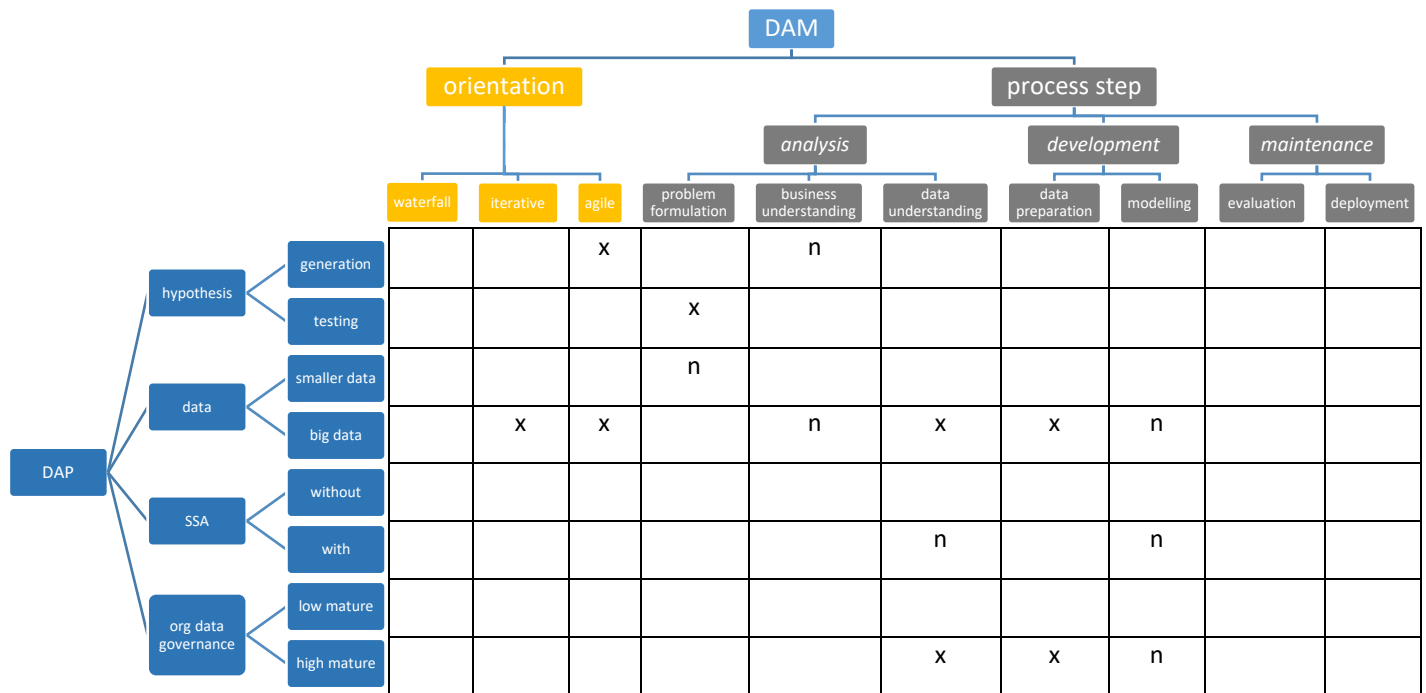 DAM
orientation
process step
analysis
development
maintenance
waterfall
iterative
agile
problem
formulation
business
understanding
data
understanding
data
preparation
modelling
evaluation
deployment
DAP
hypothesis
generation
x
n
testing
x
data
smaller data
n
big data
x
x
n
x
x
n
SSA
without
with
n
n
org data
governance
low mature
high mature
x
x
n